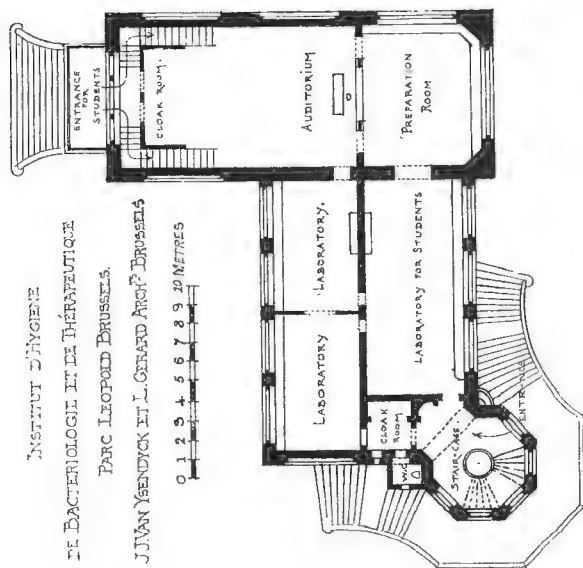 INSTITUT D'HYGIENE
DE BACTERIOLOGIE ET DE THÉRAPEUTIQUE
PARC LEOPOLD BRUSSELS.
J.J. VAN YSENDYCK ET L. GERARD ARCHTS BRUSSELS
0 1 2 3 4 5 6 7 8 9 10 METRES
ENTRANCE
FOR
STUDENTS
CLOAK ROOM.
AUDITORIUM
PREPARATION
ROOM
LABORATORY
LABORATORY.
LABORATORY FOR STUDENTS
CLOAK
ROOM
W.C.
STAIR-CASE
ENTRANCE